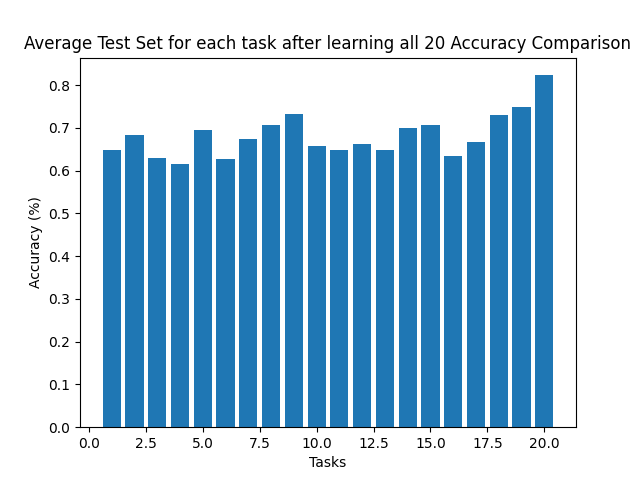 Average Test Set for each task after learning all 20 Accuracy Comparison
0.8
0.7
0.6
0.5
0.4
0.3
0.2
0.1
0.0
Accuracy (%)
0.0 2.5 5.0 7.5 10.0 12.5 15.0 17.5 20.0
Tasks